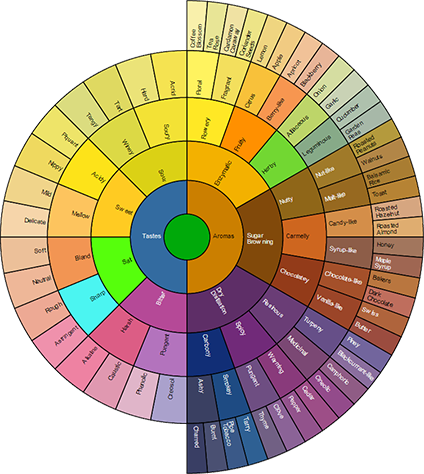 Coffee
Blossom
Tea
Rose
Cardamon
Caraway
Coriander
Seeds
Lemon
Apple
Apricot
Blackberry
Onion
Garlic
Cucumber
Garden
Peas
Roasted
Peanuts
Walnuts
Balsamic
Rice
Toast
Roasted
Hazelnut
Roasted
Almond
Honey
Maple
Syrup
Bakers
Dark
Chocolate
Swiss
Butter
Piney
Blackcurrant-like
Camphoric
Cineolic
Cedar
Pepper
Clove
Thyme
Tarry
Pipe
Tobacco
Burnt
Charred
Floral
Fragrant
Citrus
Berry-like
Alliaceous
Leguminous
Nut-like
Malt-like
Candy-like
Syrup-like
Chocolate-like
Vanilla-like
Turpeny
Medicinal
Warming
Pungent
Smokey
Ashy
Flowery
Fruity
Herby
Nutty
Carmelly
Chocolatey
Resinous
Spicy
Carbony
Enzymatic
Sugar
Browning
Dry
Distillation
Aromas
Tastes
Sour
Sweet
Salt
Bitter
Soury
Winey
Acidy
Mellow
Bland
Sharp
Harsh
Pungent
Acrid
Hard
Tart
Tangy
Piquant
Nippy
Mild
Delicate
Soft
Neutral
Rough
Astringent
Alkaline
Caustic
Phenolic
Creosol